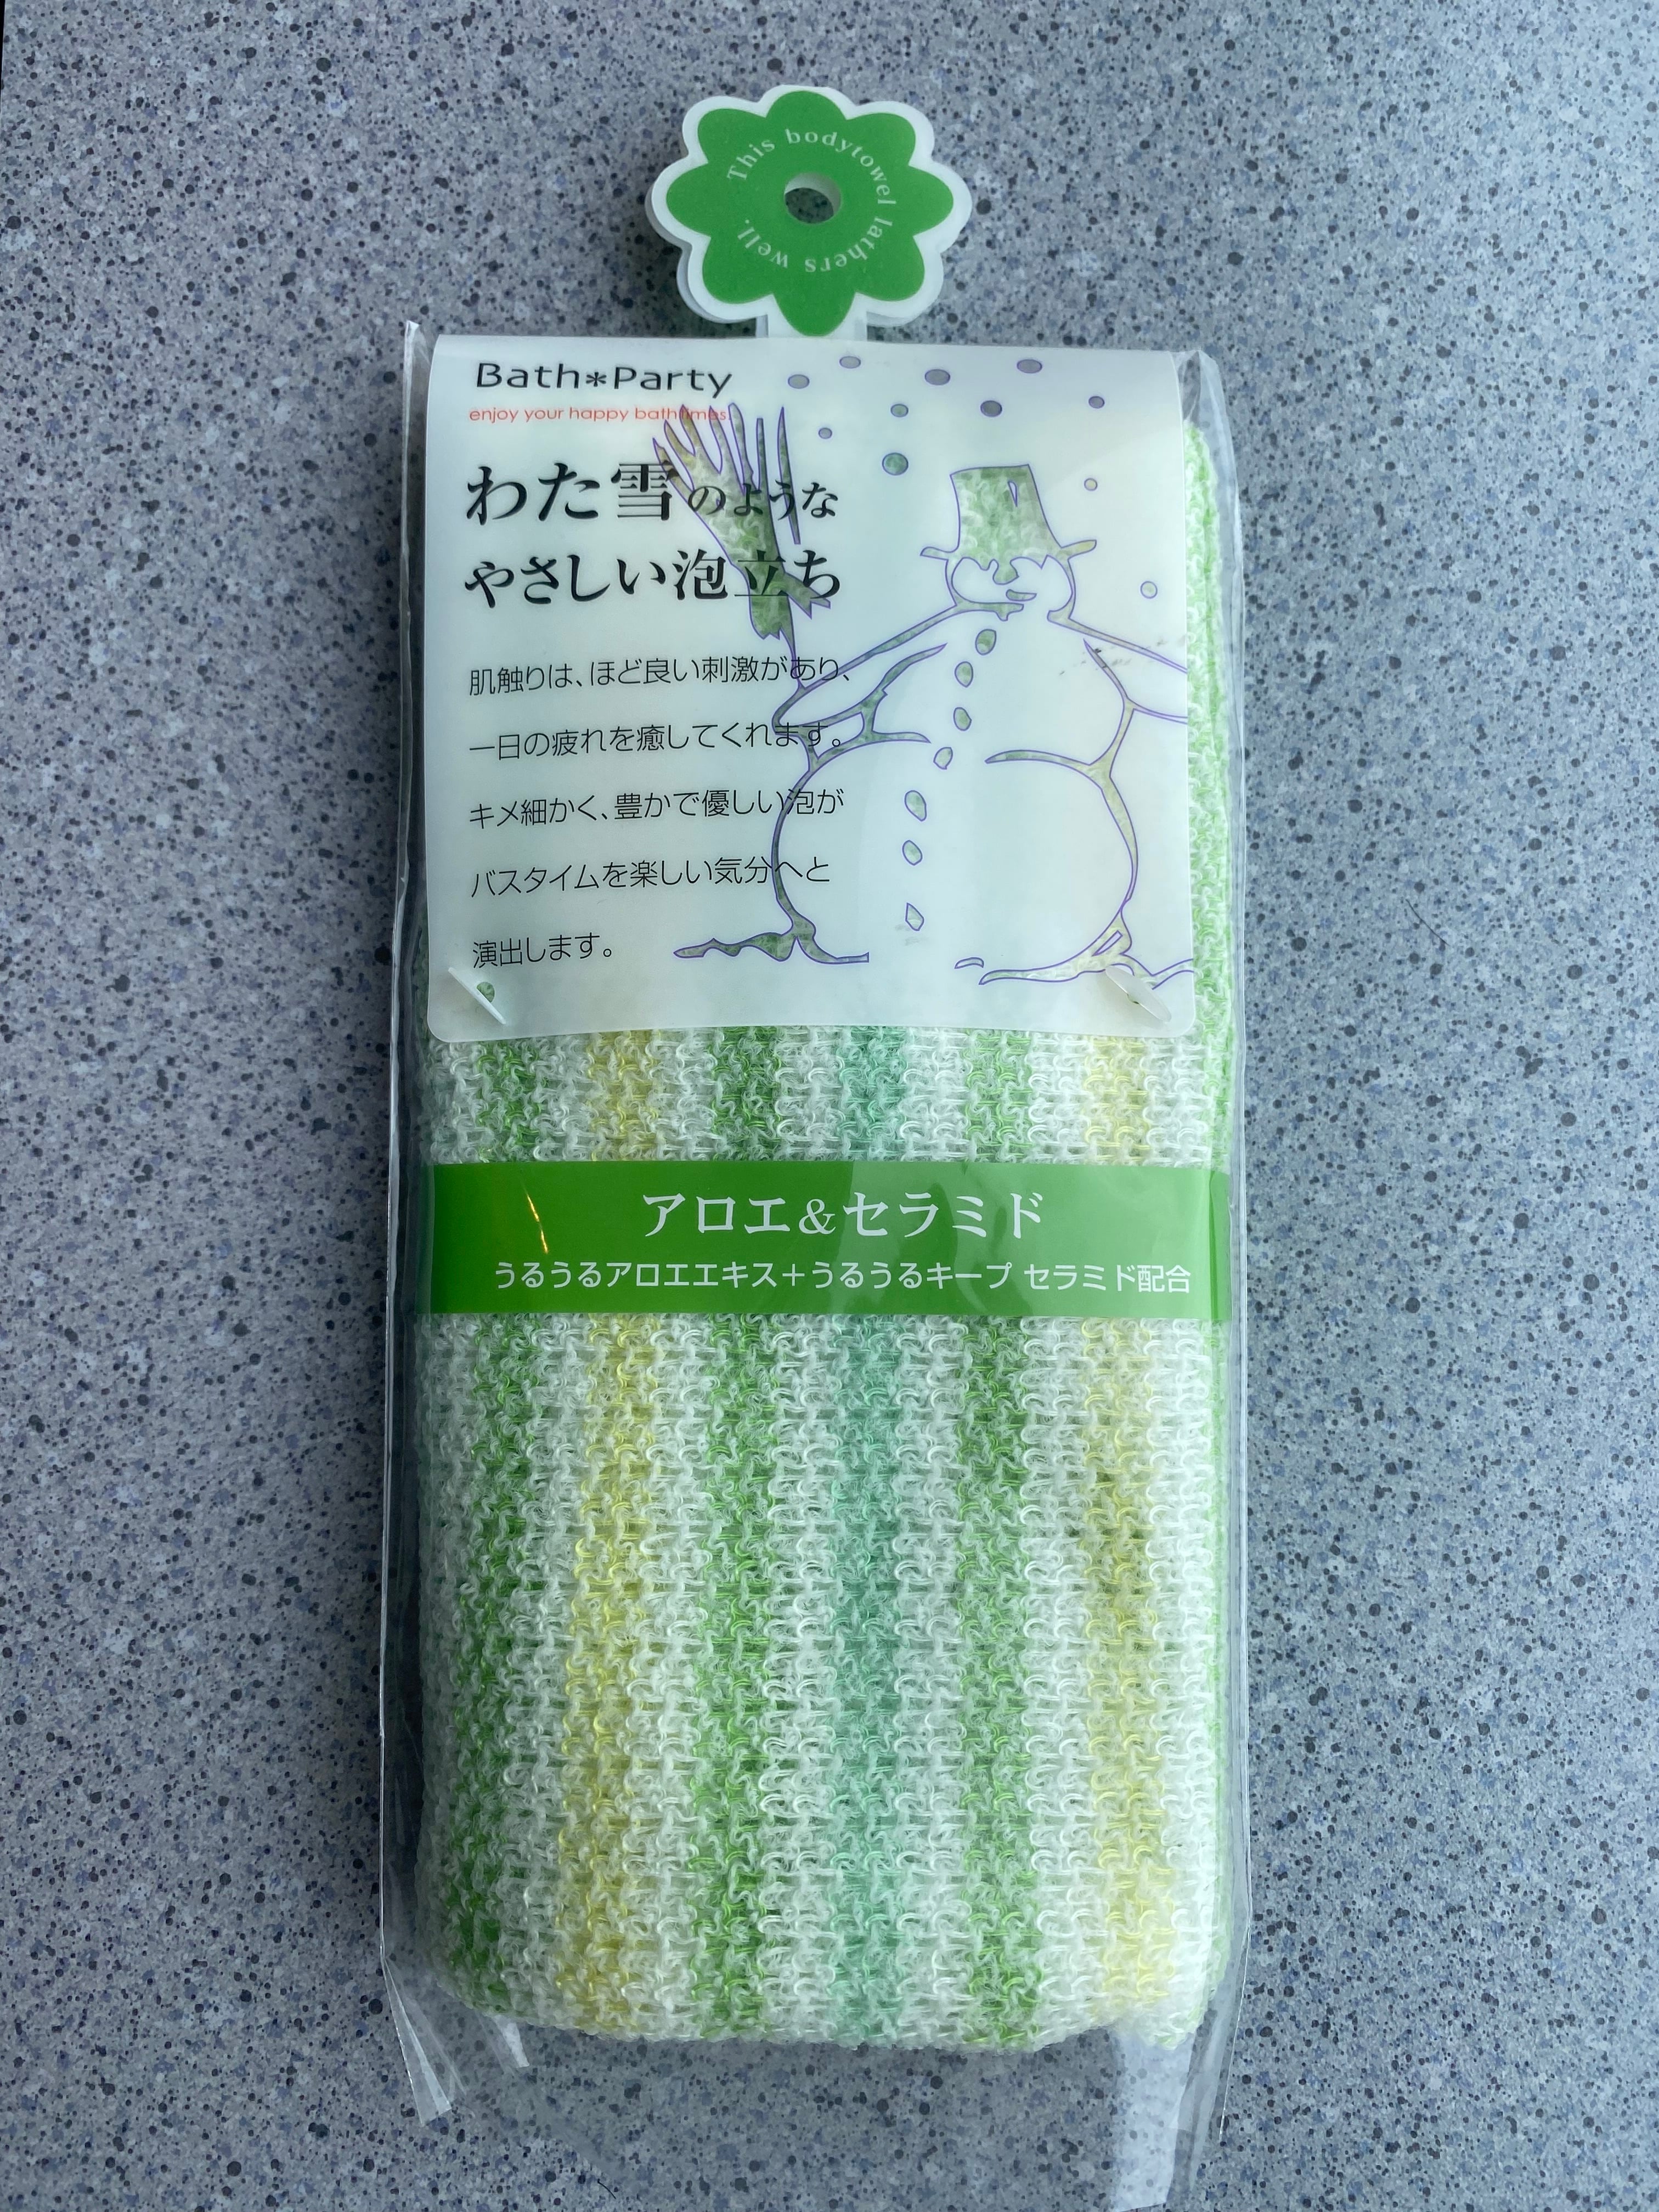 This bodytowel lathers well.
Bath*Party
enjoy your happy bathtimes.
わた雪のような
やさしい泡立ち
肌触りは、ほど良い刺激があり、
一日の疲れを癒してくれます。
キメ細かく、豊かで優しい泡が
バスタイムを楽しい気分へと
演出します。
アロエ&セラミド
うるうるアロエエキス+うるうるキープ セラミド配合